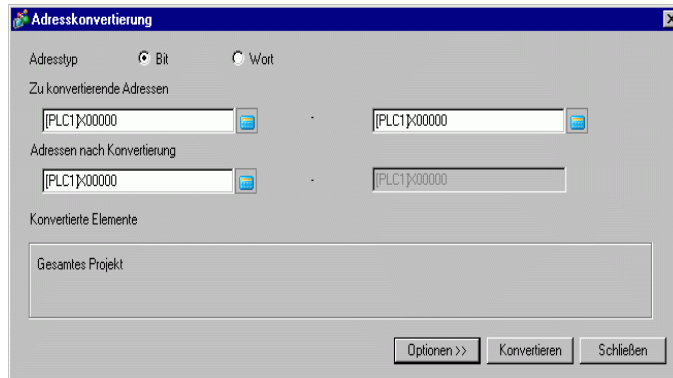 Adresskonvertierung
Adresstyp Bit Wort
Zu konvertierende Adressen
[PLC1]X00000 - [PLC1]X00000
Adressen nach Konvertierung
[PLC1]X00000 - [PLC1]X00000
Konvertierte Elemente
Gesamtes Projekt
Optionen >> Konvertieren Schließen